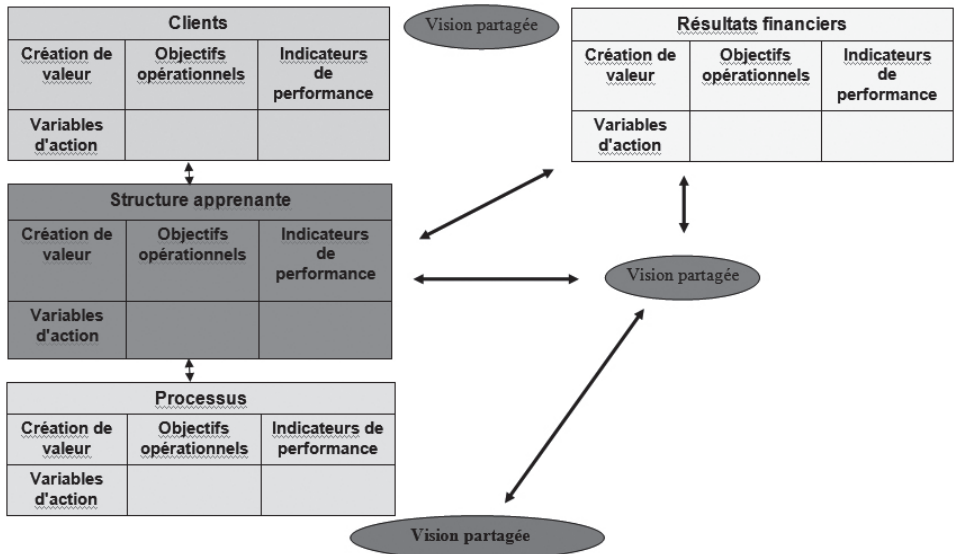 Clients
Création de
valeur
Objectifs
opérationnels
Indicateurs
de
performance
Variables
d'action
Vision partagée
Résultats financiers
Création de
valeur
Objectifs
opérationnels
Indicateurs
de
performance
Variables
d'action
Structure apprenante
Création de
valeur
Objectifs
opérationnels
Indicateurs
de
performance
Variables
d'action
Vision partagée
Processus
Création de
valeur
Objectifs
opérationnels
Indicateurs de
performance
Variables
d'action
Vision partagée